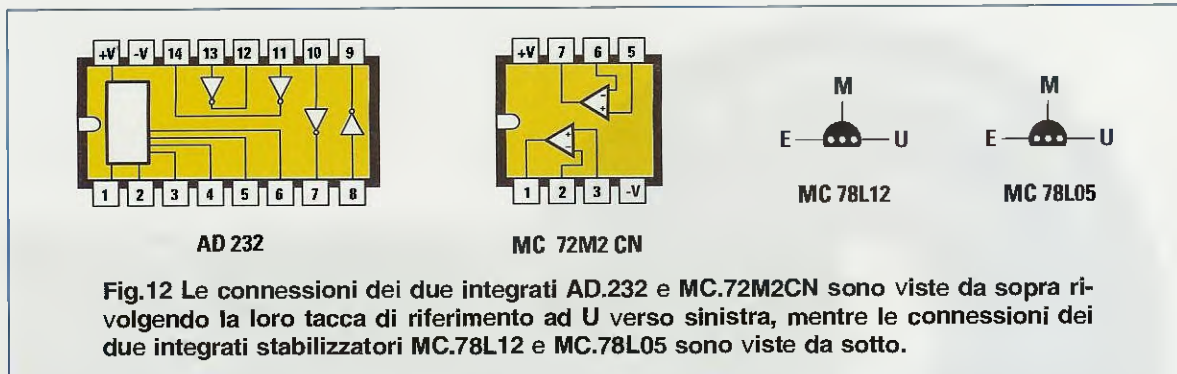 +V -V 14 13 12 11 10 9
1 2 3 4 5 6 7 8
AD 232
+V 7 6 5
- +
+ -
1 2 3 -V
MC 72M2 CN
M
E U
MC 78L12
M
E U
MC 78L05
Fig.12 Le connessioni dei due integrati AD.232 e MC.72M2CN sono viste da sopra ri-
volgendo la loro tacca di riferimento ad U verso sinistra, mentre le connessioni dei
due integrati stabilizzatori MC.78L12 e MC.78L05 sono viste da sotto.